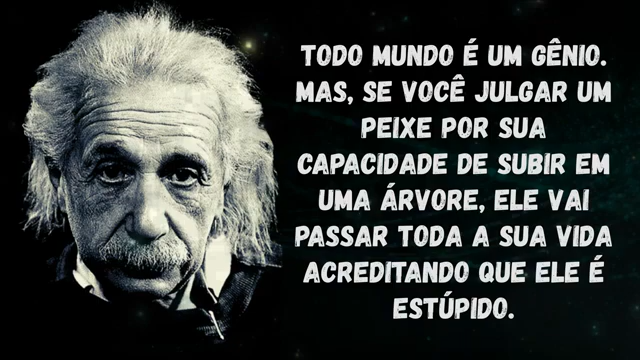 TODO MUNDO É UM GÊNIO.
MAS, SE VOCÊ JULGAR UM
PEIXE POR SUA
CAPACIDADE DE SUBIR EM
UMA ÁRVORE, ELE VAI
PASSAR TODA A SUA VIDA
ACREDITANDO QUE ELE É
ESTÚPIDO.